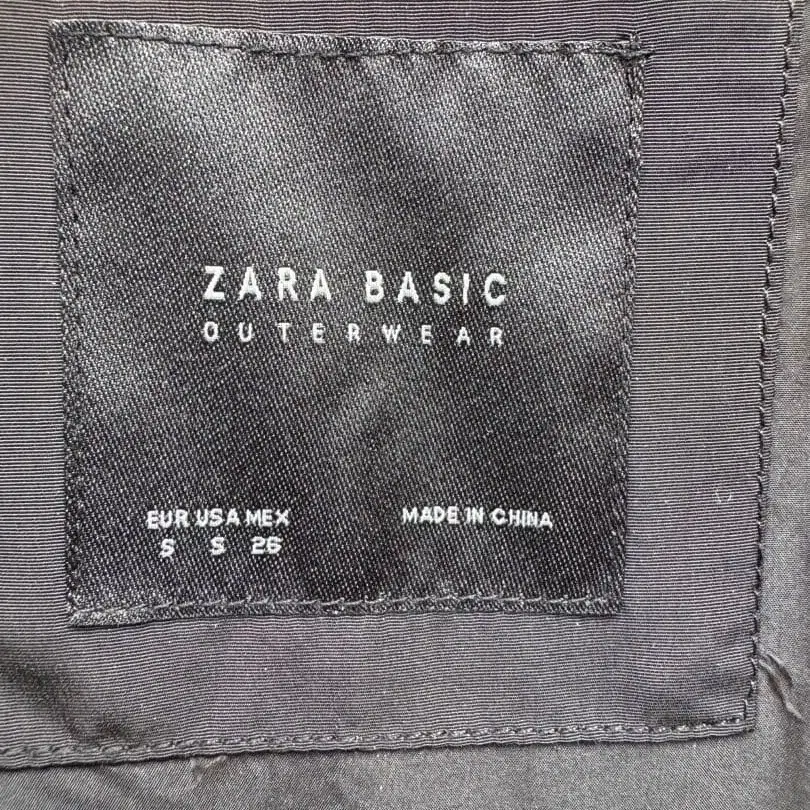 ZARA BASIC
OUTERWEAR
EUR USA MEX
S S 26
MADE IN CHINA